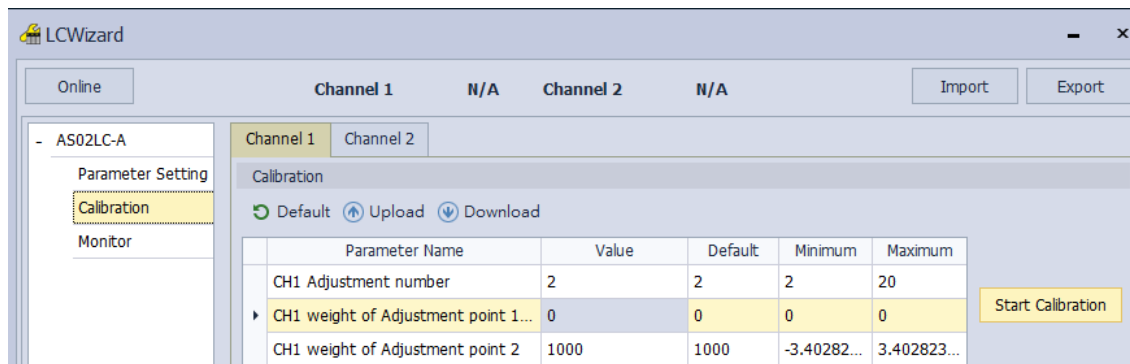 LCWizard
Online Channel 1 N/A Channel 2 N/A Import Export
- AS02LC-A
Parameter Setting
Calibration
Monitor
Channel 1 Channel 2
Calibration
Default Upload Download
Parameter Name Value Default Minimum Maximum
CH1 Adjustment number 2 2 2 20
CH1 weight of Adjustment point 1... 0 0 0 0
CH1 weight of Adjustment point 2 1000 1000 -3.40282... 3.402823...
Start Calibration